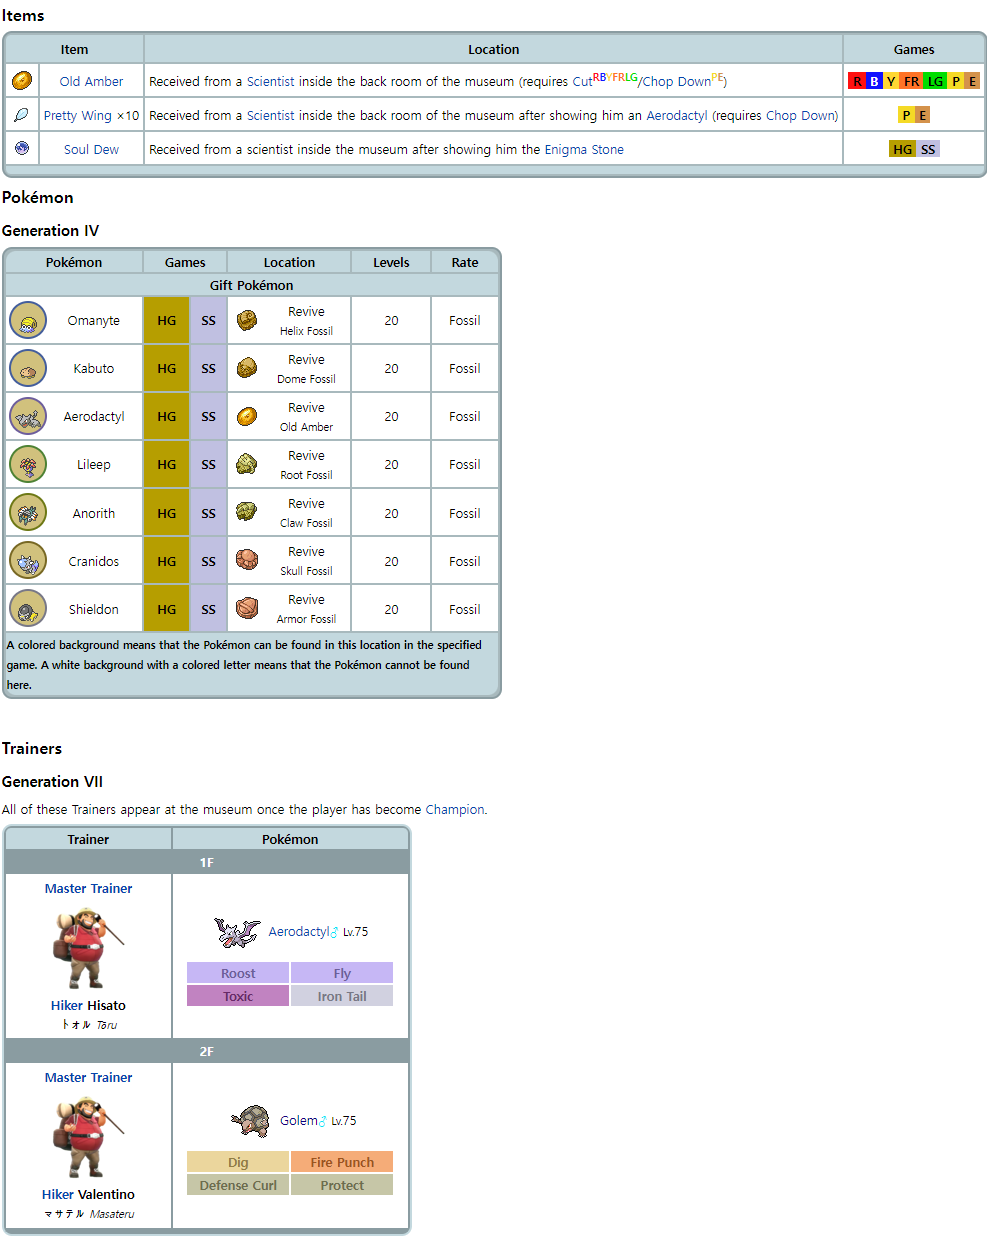 Items
Item Location Games
Old Amber Received from a Scientist inside the back room of the museum (requires CutRBYFRLG/Chop DownPE) R B Y FR LG P E
Pretty Wing ×10 Received from a Scientist inside the back room of the museum after showing him an Aerodactyl (requires Chop Down) P E
Soul Dew Received from a scientist inside the museum after showing him the Enigma Stone HG SS
Pokémon
Generation IV
Pokémon Games Location Levels Rate
Gift Pokémon
Omanyte HG SS Revive Helix Fossil 20 Fossil
Kabuto HG SS Revive Dome Fossil 20 Fossil
Aerodactyl HG SS Revive Old Amber 20 Fossil
Lileep HG SS Revive Root Fossil 20 Fossil
Anorith HG SS Revive Claw Fossil 20 Fossil
Cranidos HG SS Revive Skull Fossil 20 Fossil
Shieldon HG SS Revive Armor Fossil 20 Fossil
A colored background means that the Pokémon can be found in this location in the specified
game. A white background with a colored letter means that the Pokémon cannot be found
here.
Trainers
Generation VII
All of these Trainers appear at the museum once the player has become Champion.
Trainer Pokémon
1F
Master Trainer
Hiker Hisato
トオル Tōru
Aerodactyl♂ Lv.75
Roost Fly
Toxic Iron Tail
2F
Master Trainer
Hiker Valentino
マサテル Masateru
Golem♂ Lv.75
Dig Fire Punch
Defense Curl Protect